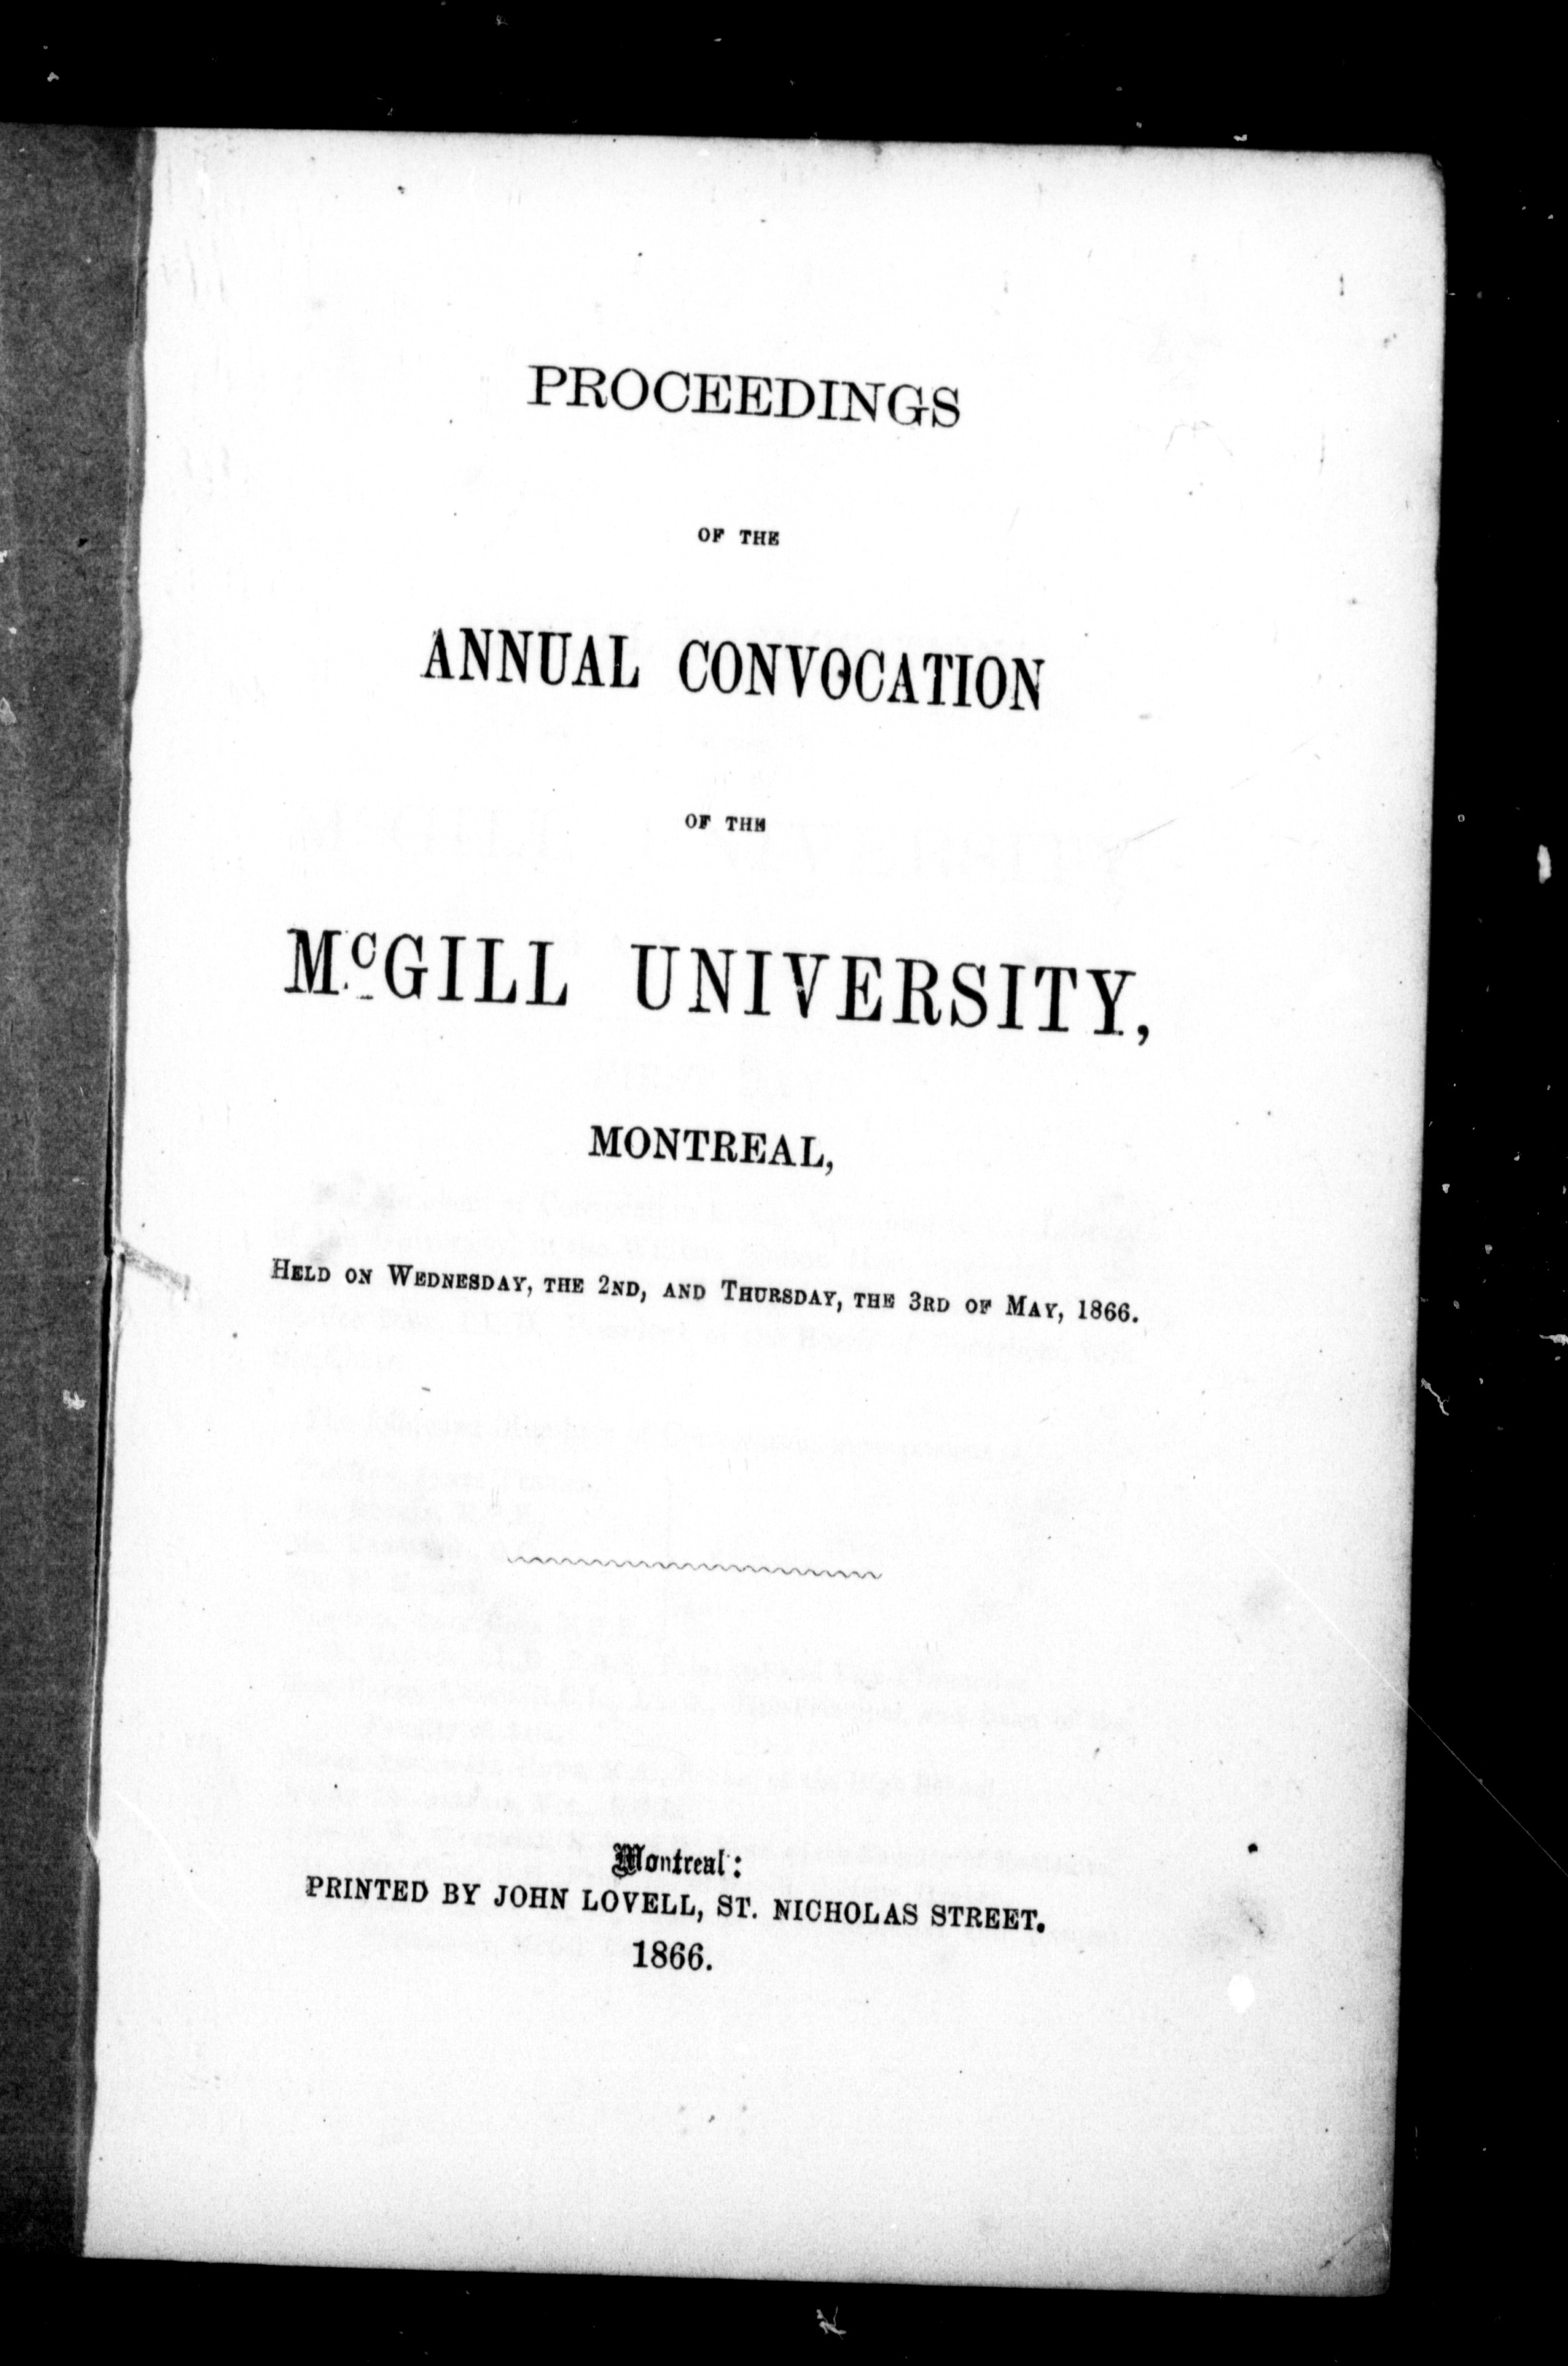 PROCEEDINGS
OF THE
ANNUAL CONVOCATION
OF THE
McGILL UNIVERSITY,
MONTREAL,
HELD ON WEDNESDAY, THE 2ND, AND THURSDAY, THE 3RD OF MAY, 1866.
Montreal:
PRINTED BY JOHN LOVELL, ST. NICHOLAS STREET.
1866.